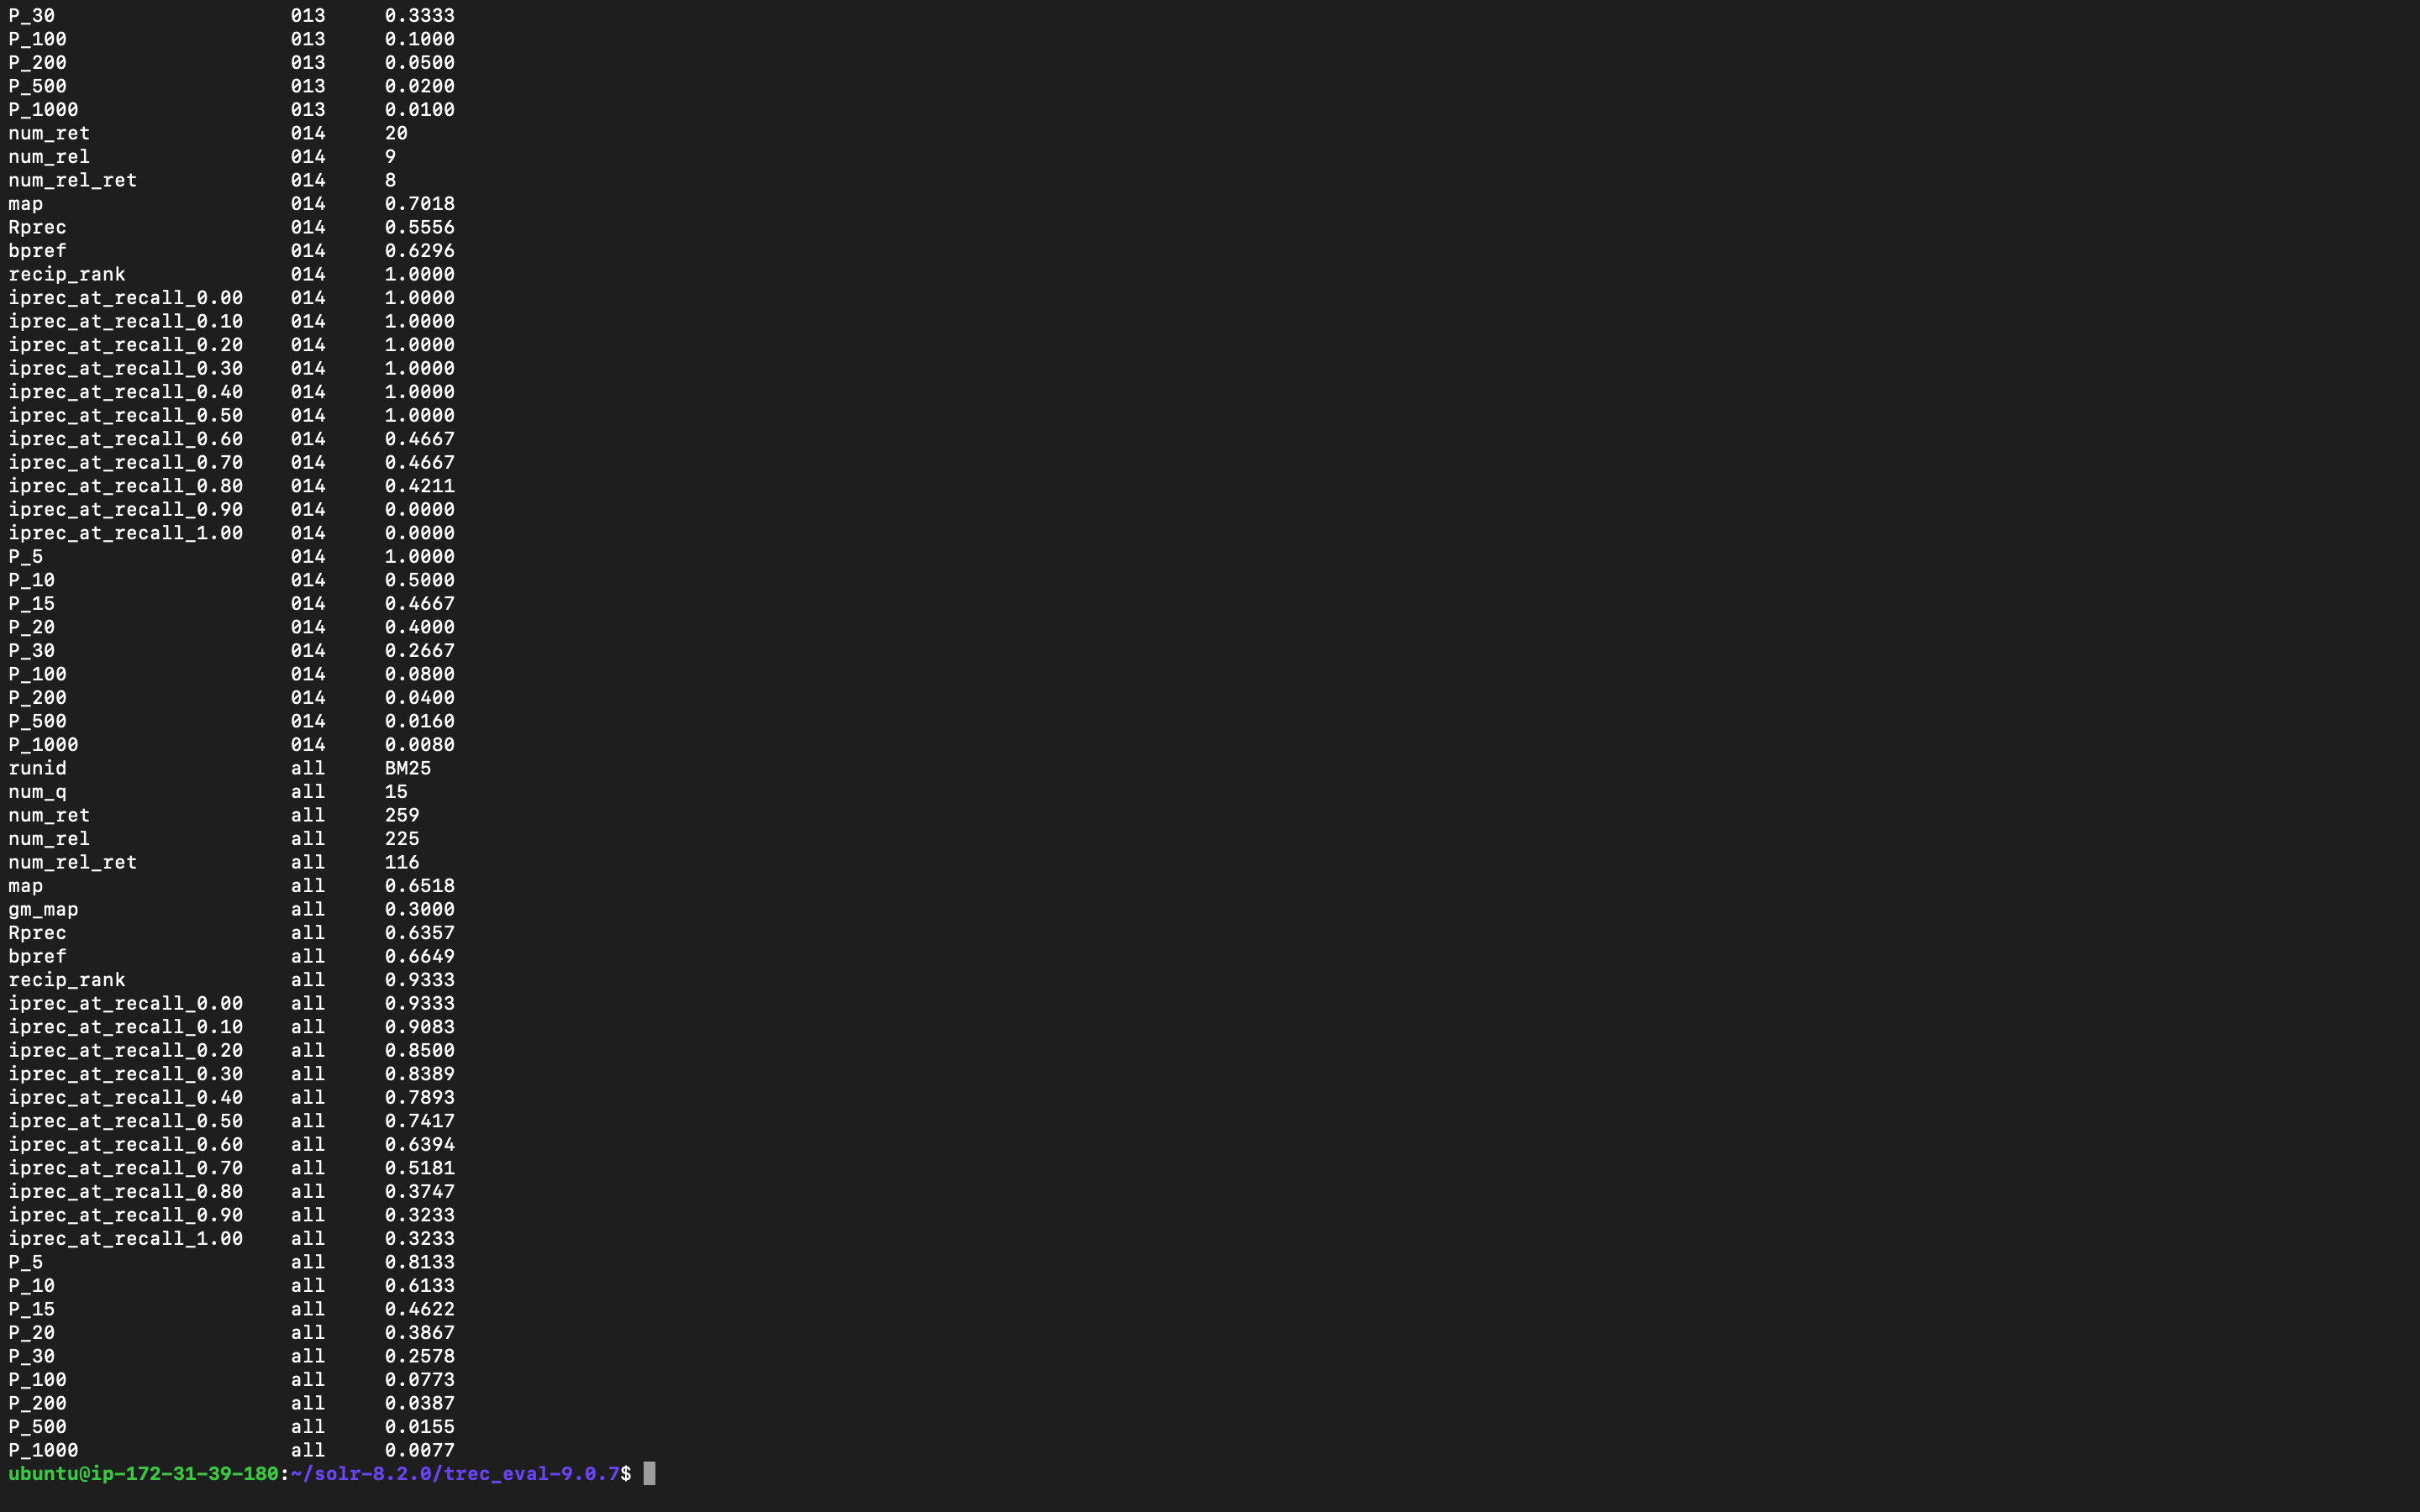 P_30 013 0.3333
P_100 013 0.1000
P_200 013 0.0500
P_500 013 0.0200
P_1000 013 0.0100
num_ret 014 20
num_rel 014 9
num_rel_ret 014 8
map 014 0.7018
Rprec 014 0.5556
bpref 014 0.6296
recip_rank 014 1.0000
iprec_at_recall_0.00 014 1.0000
iprec_at_recall_0.10 014 1.0000
iprec_at_recall_0.20 014 1.0000
iprec_at_recall_0.30 014 1.0000
iprec_at_recall_0.40 014 1.0000
iprec_at_recall_0.50 014 1.0000
iprec_at_recall_0.60 014 0.4667
iprec_at_recall_0.70 014 0.4667
iprec_at_recall_0.80 014 0.4211
iprec_at_recall_0.90 014 0.0000
iprec_at_recall_1.00 014 0.0000
P_5 014 1.0000
P_10 014 0.5000
P_15 014 0.4667
P_20 014 0.4000
P_30 014 0.2667
P_100 014 0.0800
P_200 014 0.0400
P_500 014 0.0160
P_1000 014 0.0080
runid all BM25
num_q all 15
num_ret all 259
num_rel all 225
num_rel_ret all 116
map all 0.6518
gm_map all 0.3000
Rprec all 0.6357
bpref all 0.6649
recip_rank all 0.9333
iprec_at_recall_0.00 all 0.9333
iprec_at_recall_0.10 all 0.9083
iprec_at_recall_0.20 all 0.8500
iprec_at_recall_0.30 all 0.8389
iprec_at_recall_0.40 all 0.7893
iprec_at_recall_0.50 all 0.7417
iprec_at_recall_0.60 all 0.6394
iprec_at_recall_0.70 all 0.5181
iprec_at_recall_0.80 all 0.3747
iprec_at_recall_0.90 all 0.3233
iprec_at_recall_1.00 all 0.3233
P_5 all 0.8133
P_10 all 0.6133
P_15 all 0.4622
P_20 all 0.3867
P_30 all 0.2578
P_100 all 0.0773
P_200 all 0.0387
P_500 all 0.0155
P_1000 all 0.0077
ubuntu@ip-172-31-39-180:~/solr-8.2.0/trec_eval-9.0.7$